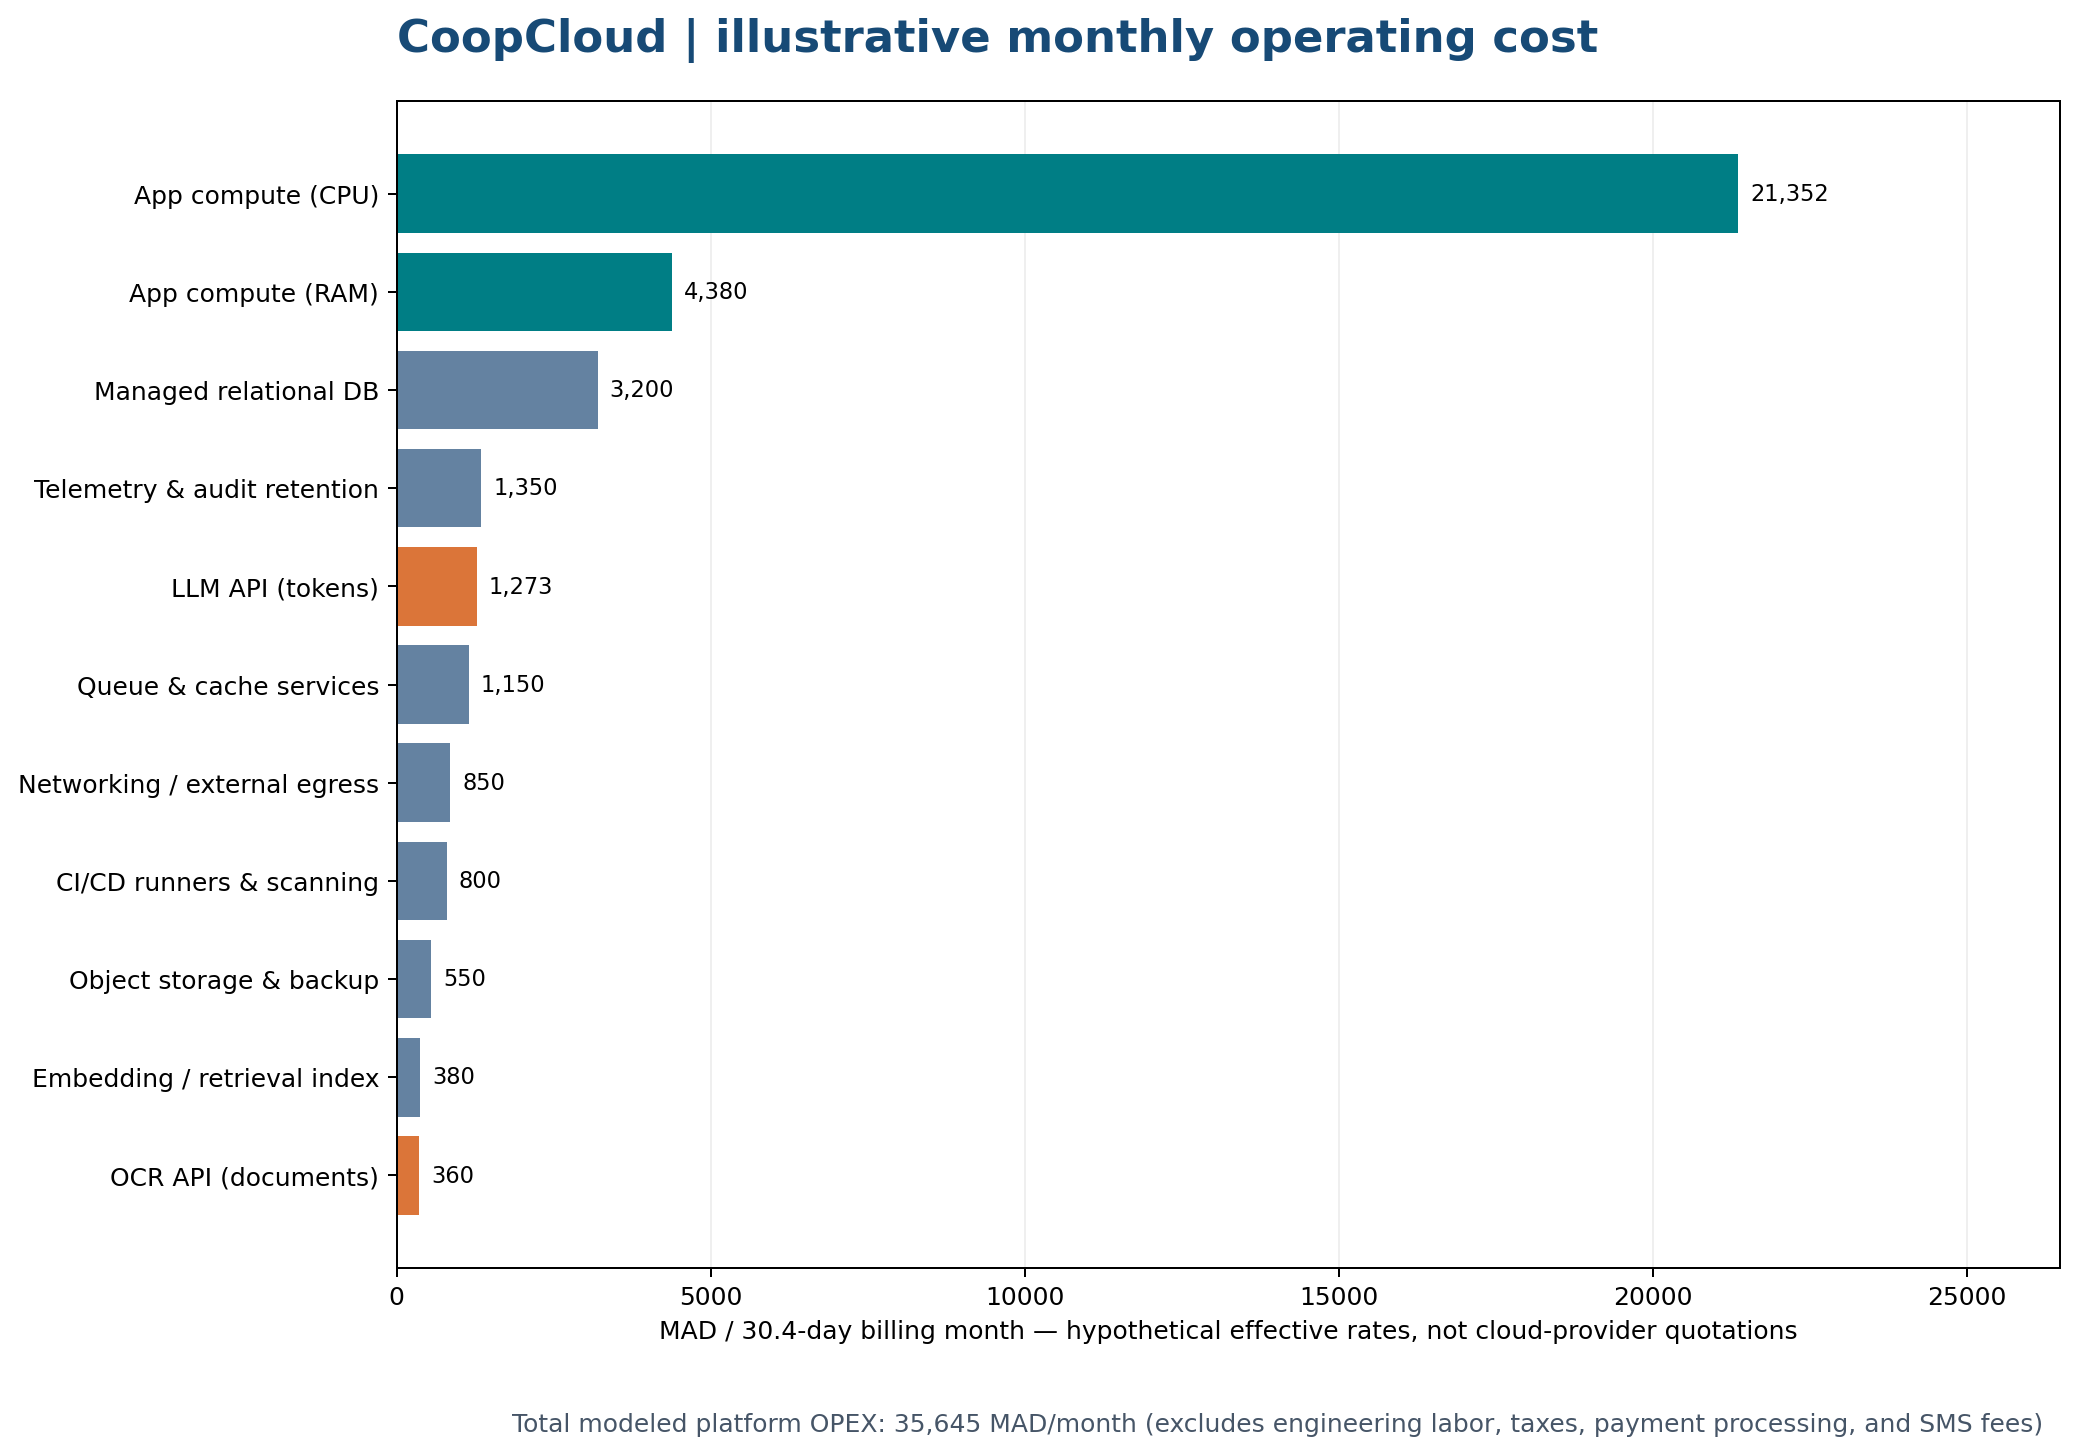 CoopCloud | illustrative monthly operating cost
App compute (CPU) 21,352
App compute (RAM) 4,380
Managed relational DB 3,200
Telemetry & audit retention 1,350
LLM API (tokens) 1,273
Queue & cache services 1,150
Networking / external egress 850
CI/CD runners & scanning 800
Object storage & backup 550
Embedding / retrieval index 380
OCR API (documents) 360
0 5000 10000 15000 20000 25000
MAD / 30.4-day billing month — hypothetical effective rates, not cloud-provider quotations
Total modeled platform OPEX: 35,645 MAD/month (excludes engineering labor, taxes, payment processing, and SMS fees)